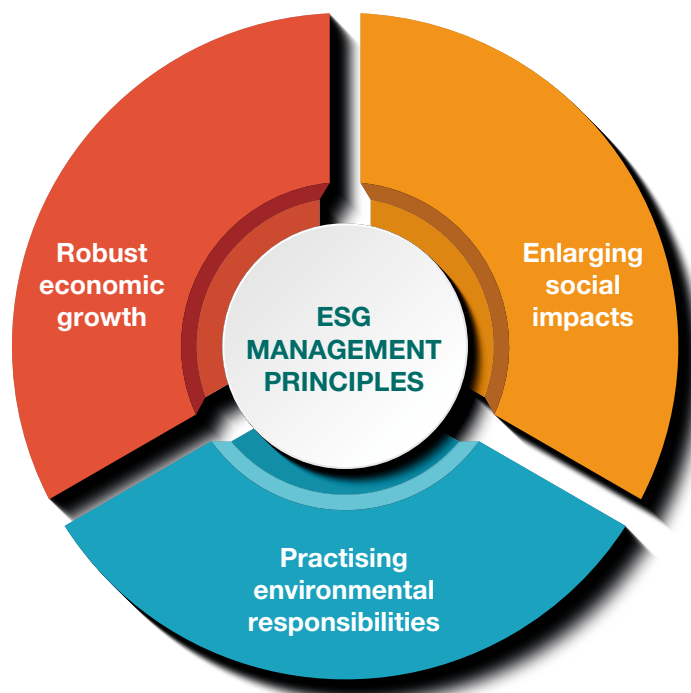 Robust
economic
growth
Enlarging
social
impacts
ESG
MANAGEMENT
PRINCIPLES
Practising
environmental
responsibilities